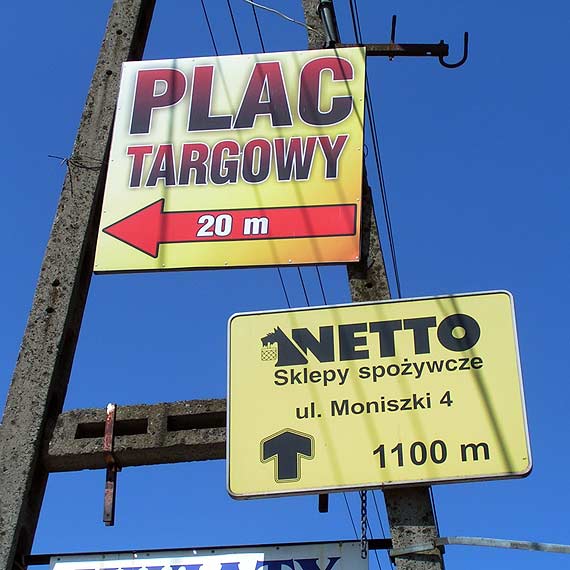 PLAC
TARGOWY
20 m
NETTO
Sklepy spożywcze
ul. Moniszki 4
1100 m